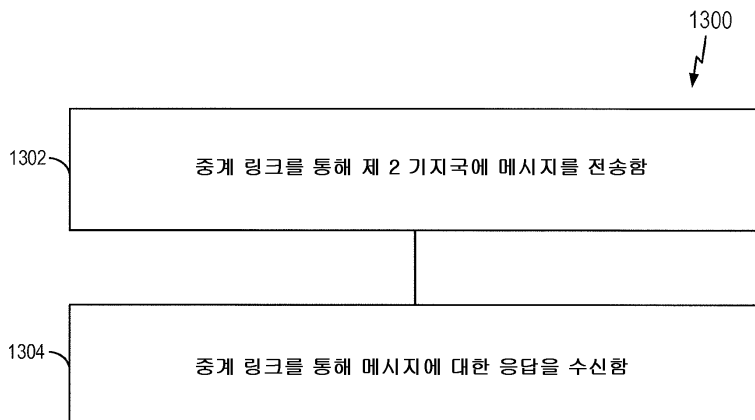 1300
1302
중계 링크를 통해 제 2 기지국에 메시지를 전송함
1304
중계 링크를 통해 메시지에 대한 응답을 수신함